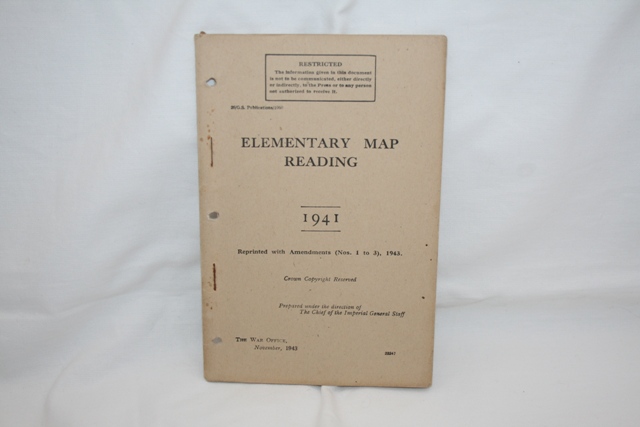 RESTRICTED
The information given in this document
is not to be communicated, either directly
or indirectly, to the Press or to any person
not authorized to receive it.
Publications
ELEMENTARY MAP
READING
1941
Reprinted with Amendments (Nos. 1 to 3), 1943.
Crown Copyright Reserved
Prepared under the direction of
The Chief of the Imperial General Staff
THE WAR OFFICE,
November, 1943